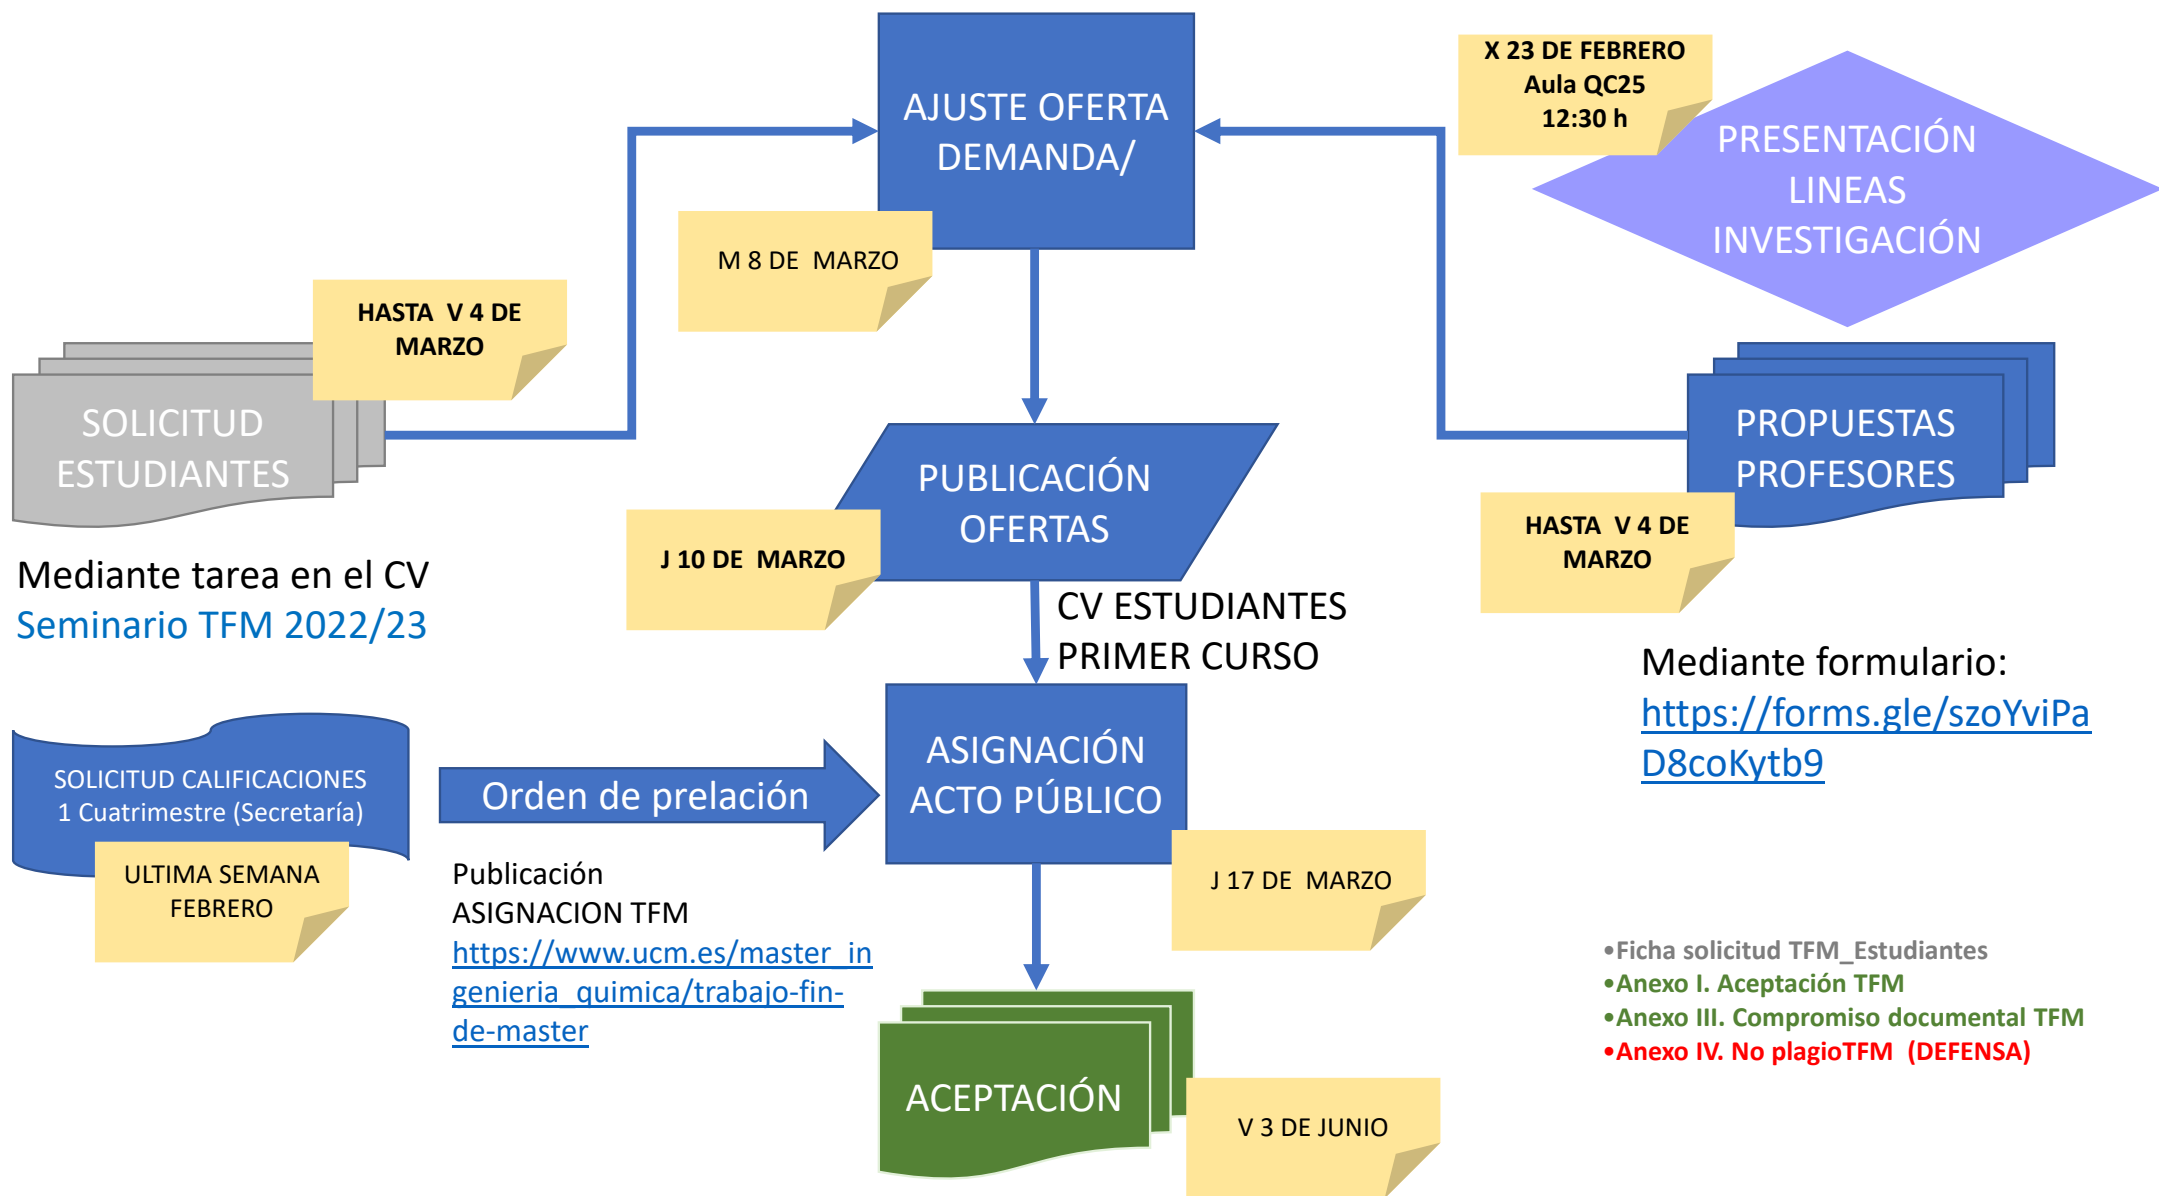 AJUSTE OFERTA
DEMANDA/
M 8 DE  MARZO
X 23 DE FEBRERO
Aula QC25
12:30 h
PRESENTACIÓN
LINEAS
INVESTIGACIÓN
HASTA  V 4 DE
MARZO
SOLICITUD
ESTUDIANTES
Mediante tarea en el CV
Seminario TFM 2022/23
PUBLICACIÓN
OFERTAS
J 10 DE  MARZO
CV ESTUDIANTES
PRIMER CURSO
PROPUESTAS
PROFESORES
HASTA  V 4 DE
MARZO
Mediante formulario:
https://forms.gle/szoYviPa
D8coKytb9
SOLICITUD CALIFICACIONES
1 Cuatrimestre (Secretaría)
ULTIMA SEMANA
FEBRERO
Orden de prelación
ASIGNACIÓN
ACTO PÚBLICO
J 17 DE  MARZO
Publicación
ASIGNACION TFM
https://www.ucm.es/master_in
genieria_quimica/trabajo-fin-
de-master
ACEPTACIÓN
V 3 DE JUNIO
•Ficha solicitud TFM_Estudiantes
•Anexo I. Aceptación TFM
•Anexo III. Compromiso documental TFM
•Anexo IV. No plagioTFM  (DEFENSA)